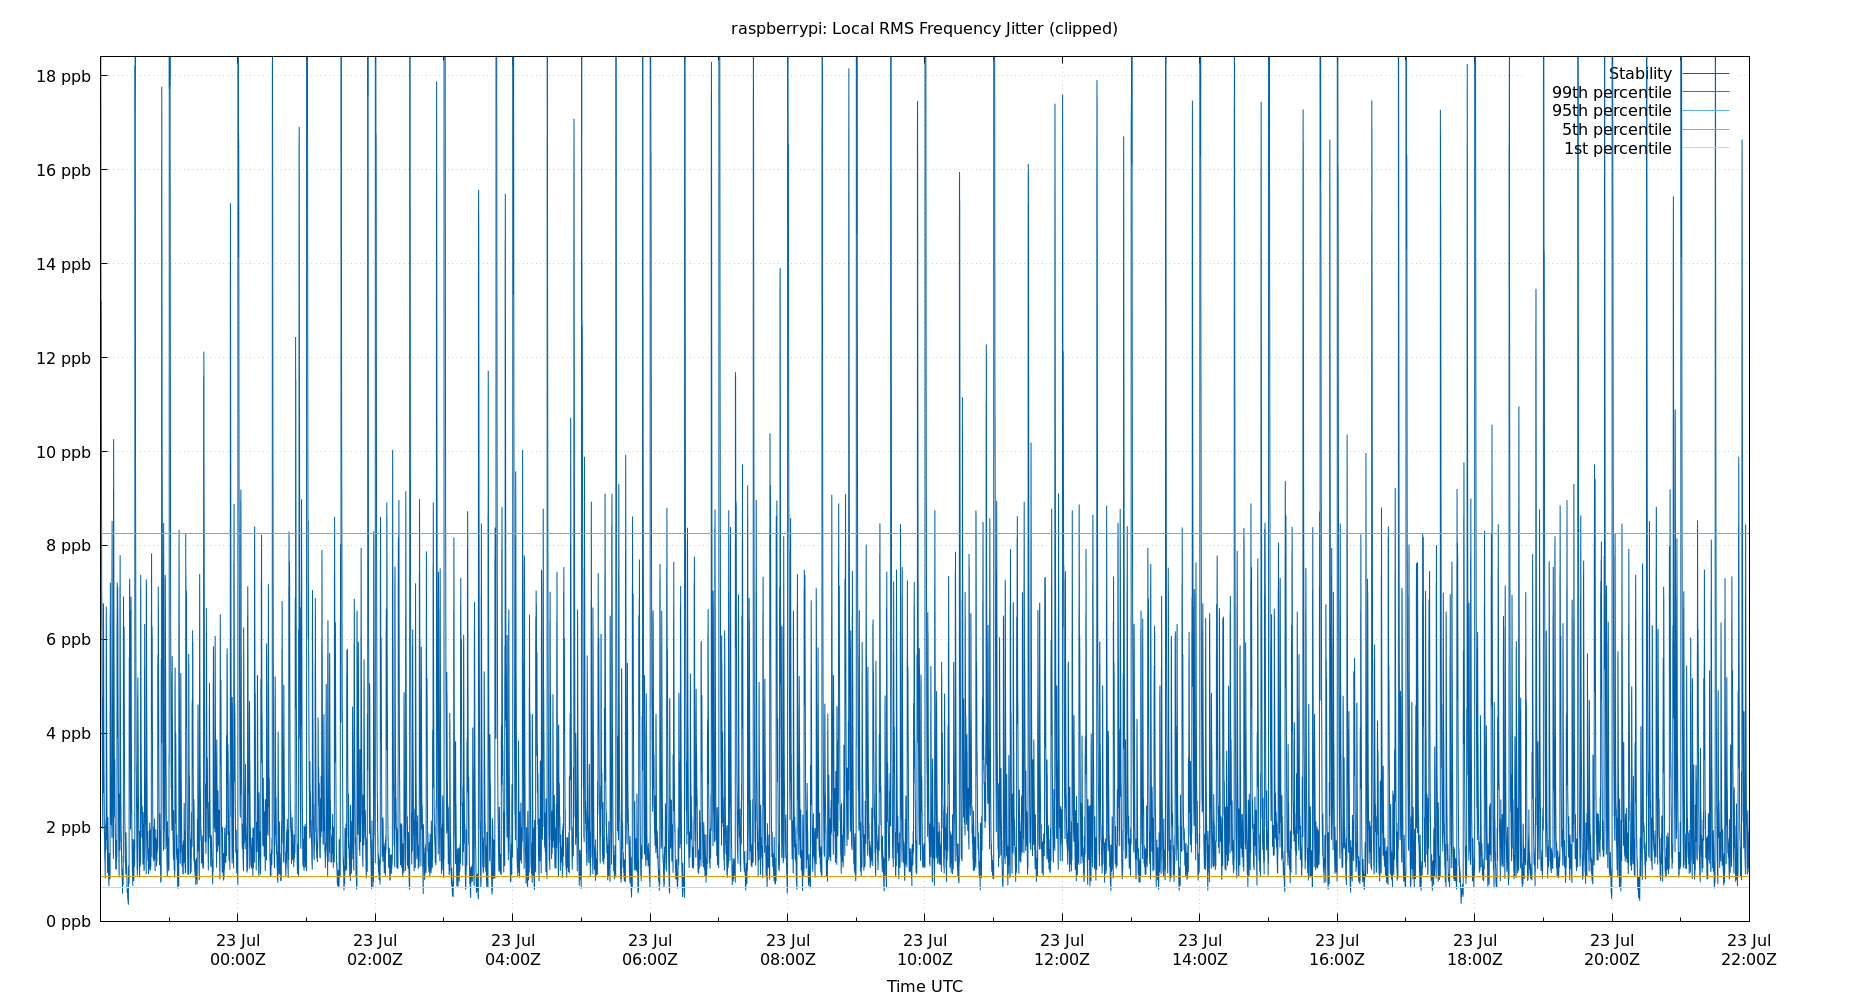 raspberrypi: Local RMS Frequency Jitter (clipped)
18 ppb
16 ppb
14 ppb
12 ppb
10 ppb
8 ppb
6 ppb
4 ppb
2 ppb
0 ppb
Stability
99th percentile
95th percentile
5th percentile
1st percentile
23 Jul 23 Jul 23 Jul 23 Jul 23 Jul 23 Jul 23 Jul 23 Jul 23 Jul 23 Jul 23 Jul 23 Jul
00:00Z 02:00Z 04:00Z 06:00Z 08:00Z 10:00Z 12:00Z 14:00Z 16:00Z 18:00Z 20:00Z 22:00Z
Time UTC